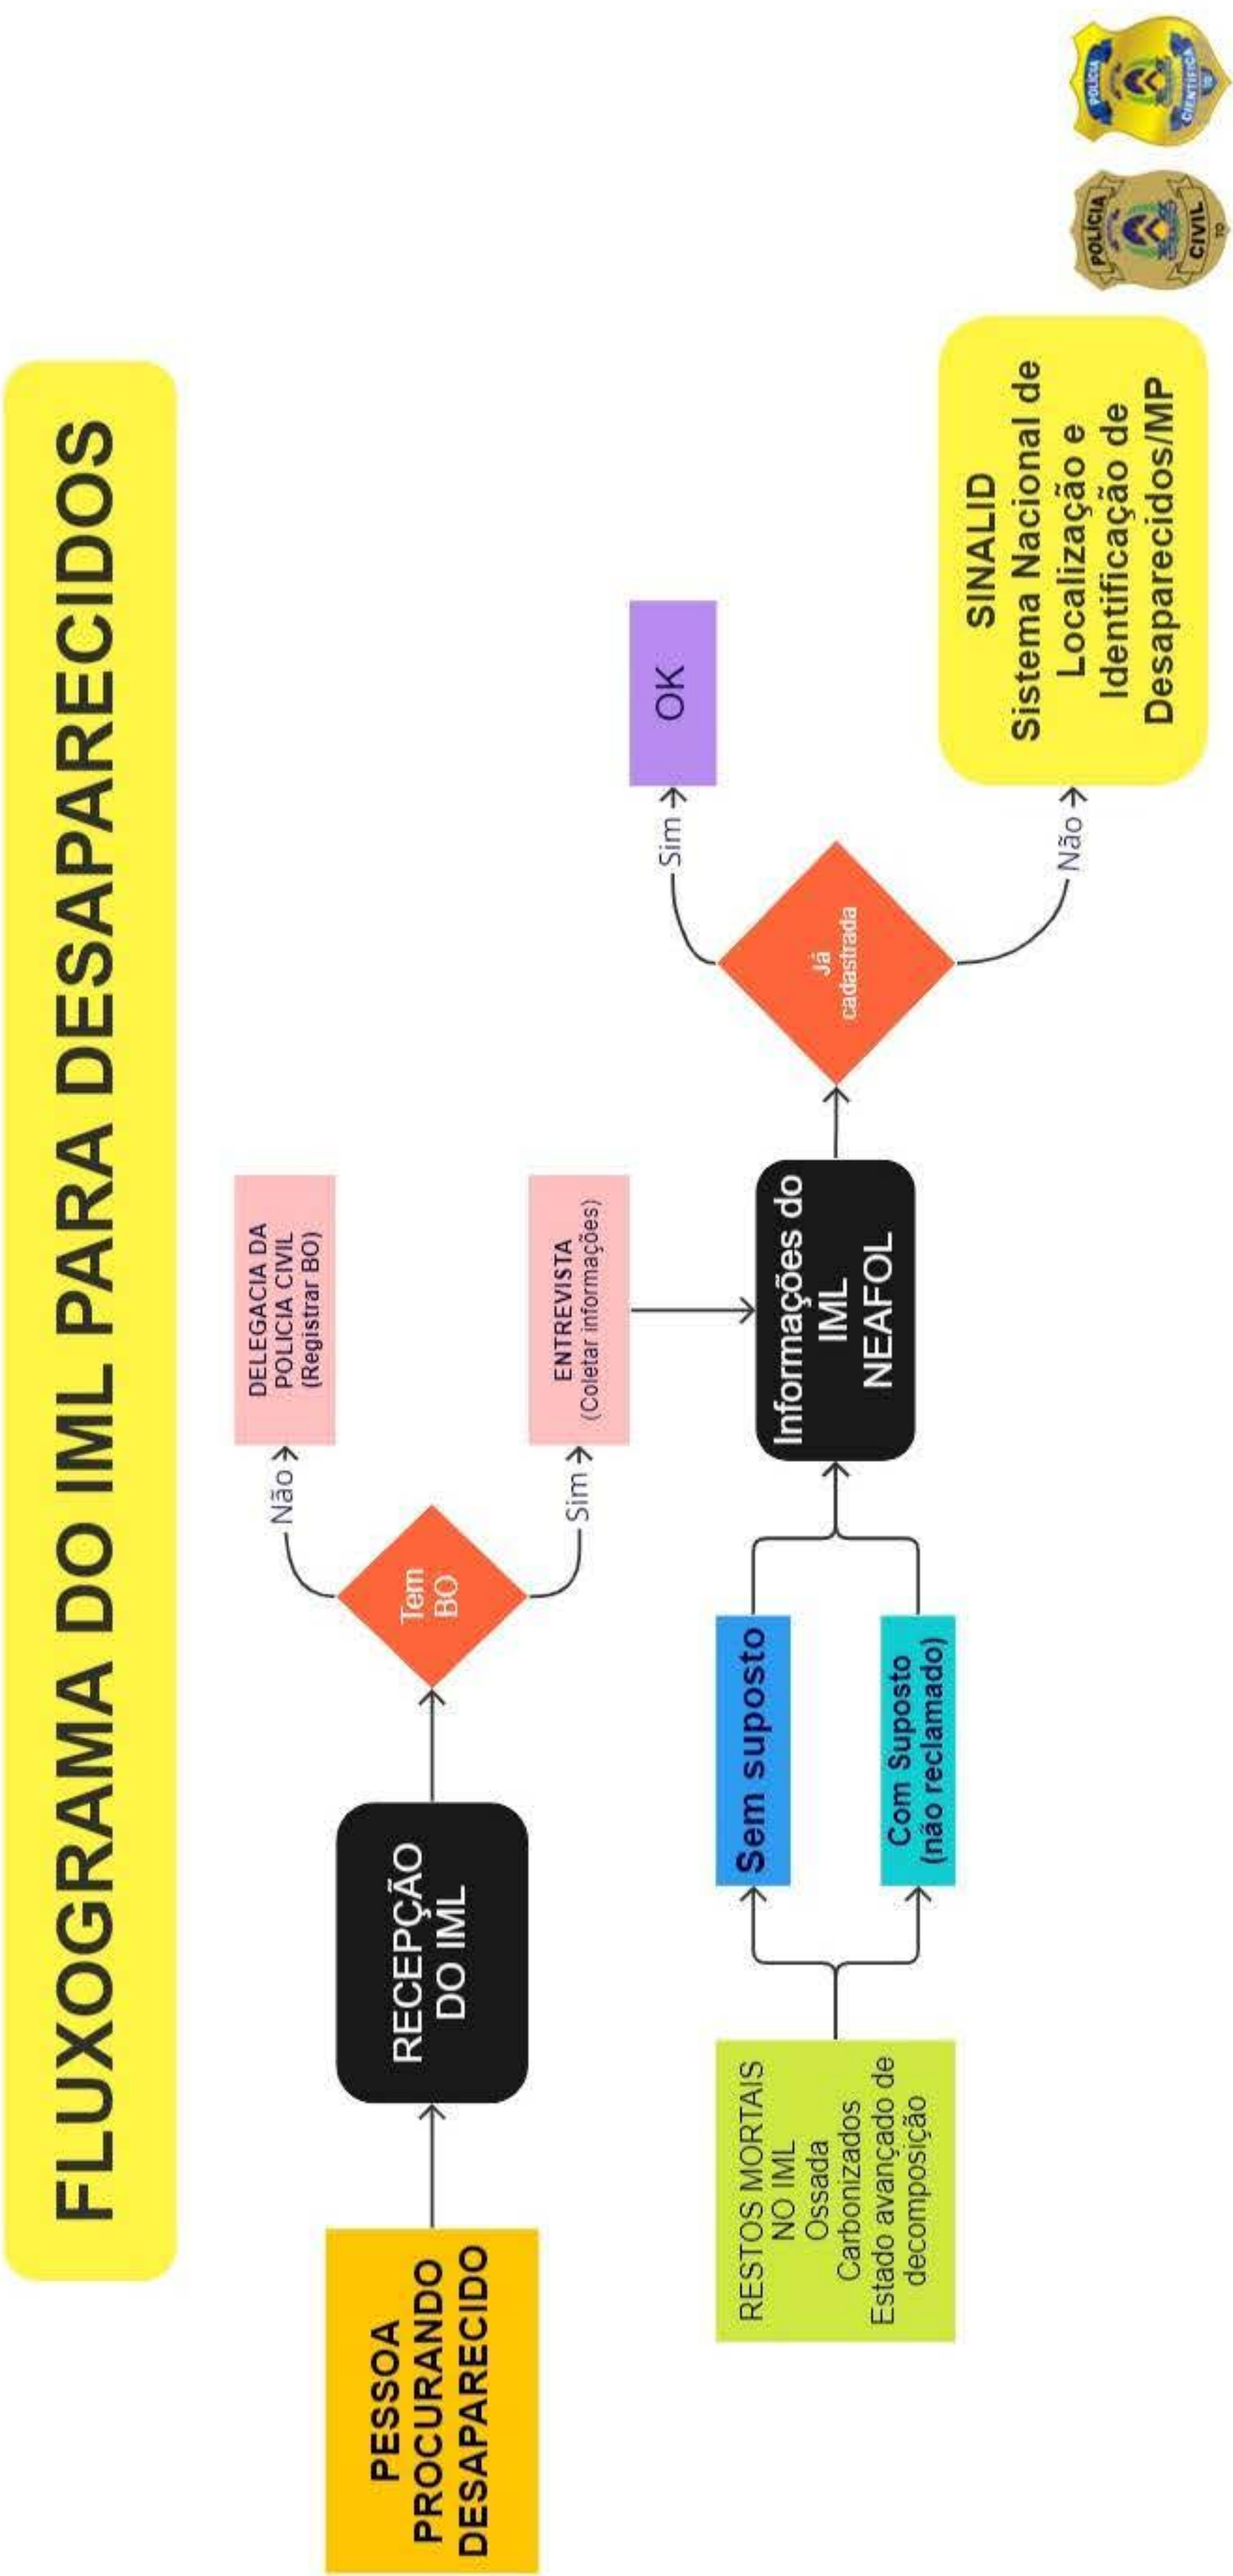 FLUXOGRAMA DO IML PARA DESAPARECIDOS
PESSOA
PROCURANDO
DESAPARECIDO
RECEPÇÃO
DO IML
Tem
BO
Não
DELEGACIA DA
POLICIA CIVIL
(Registrar BO)
Sim
ENTREVISTA
(Coletar informações)
RESTOS MORTAIS
NO IML
Ossada
Carbonizados
Estado avançado de
decomposição
Sem suposto
Com Suposto
(não reclamado)
Informações do
IML
NEAFOL
Já
cadastrada
Sim
OK
Não
SINALID
Sistema Nacional de
Localização e
Identificação de
Desaparecidos/MP
POLÍCIA
CIVIL
TO
POLÍCIA
CIENTÍFICA
TO